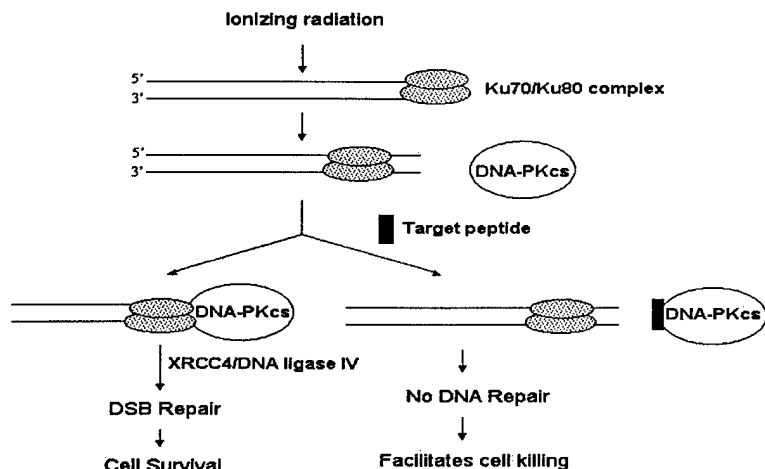 Ionizing radiation
5'
3'
Ku70/Ku80 complex
5'
3'
DNA-PKcs
Target peptide
DNA-PKcs
DNA-PKcs
XRCC4/DNA ligase IV
DSB Repair
No DNA Repair
Cell Survival
Facilitates cell killing